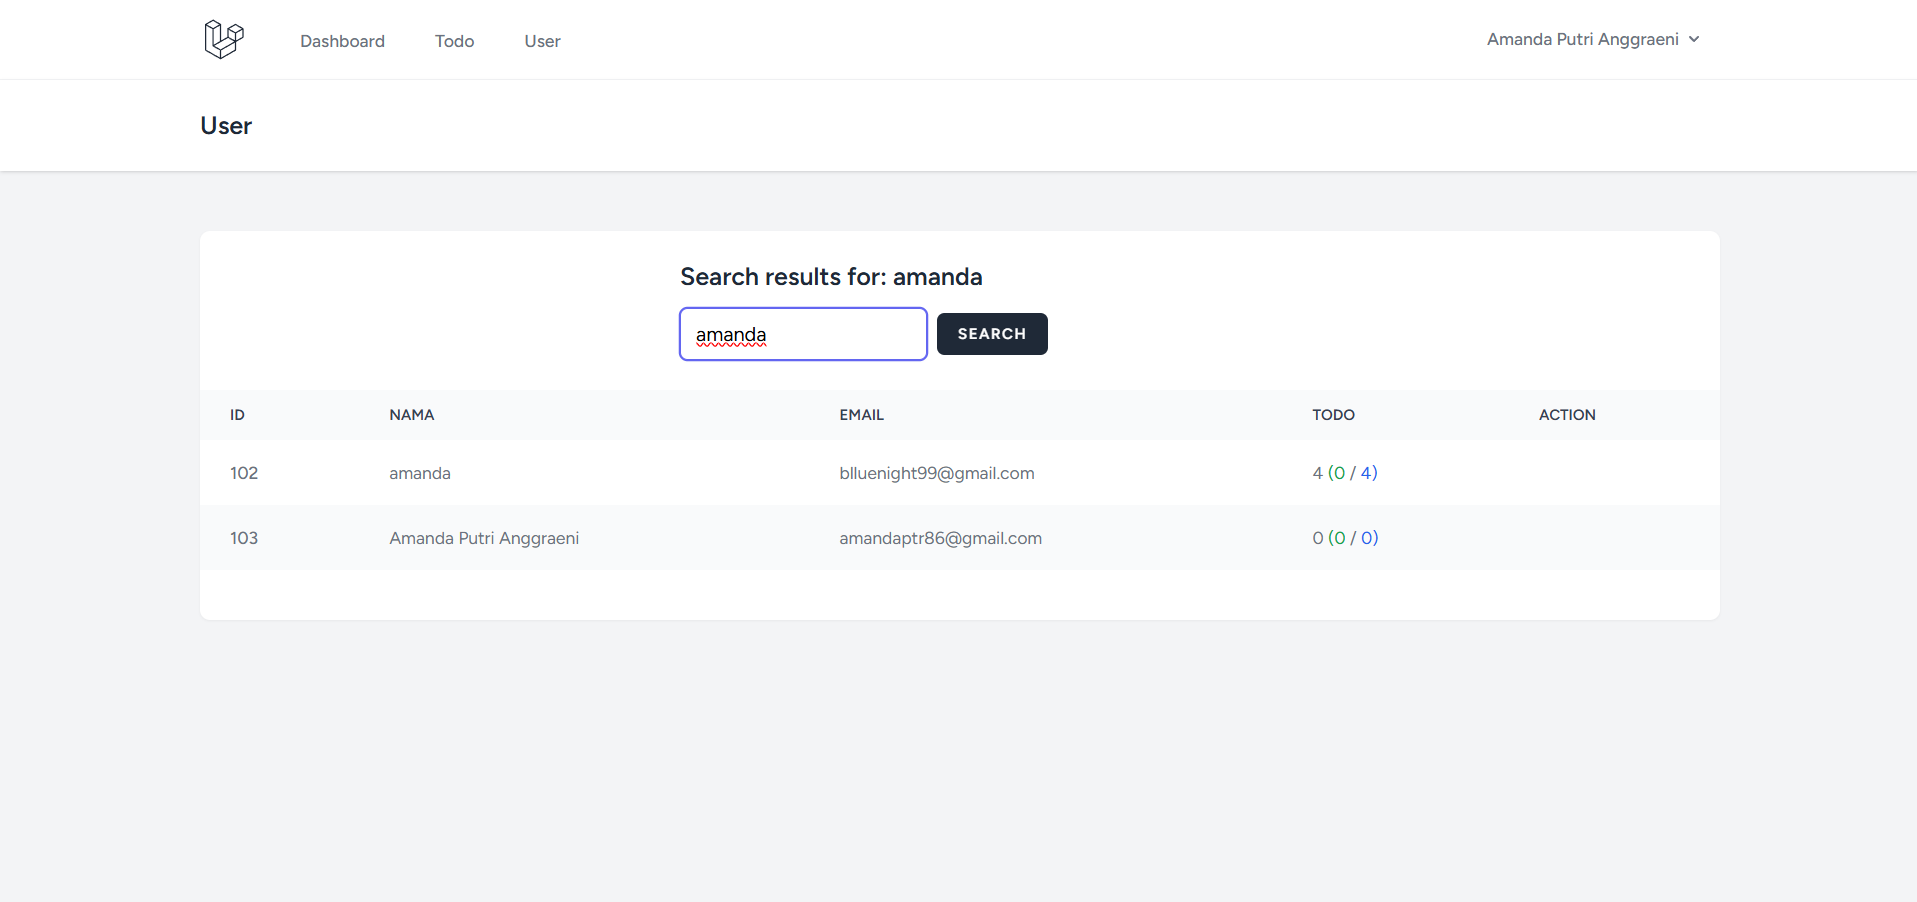 Dashboard Todo User Amanda Putri Anggraeni
User
Search results for: amanda
amanda SEARCH
ID NAMA EMAIL TODO ACTION
102 amanda blluenight99@gmail.com 4 (0 / 4)
103 Amanda Putri Anggraeni amandaptr86@gmail.com 0 (0 / 0)